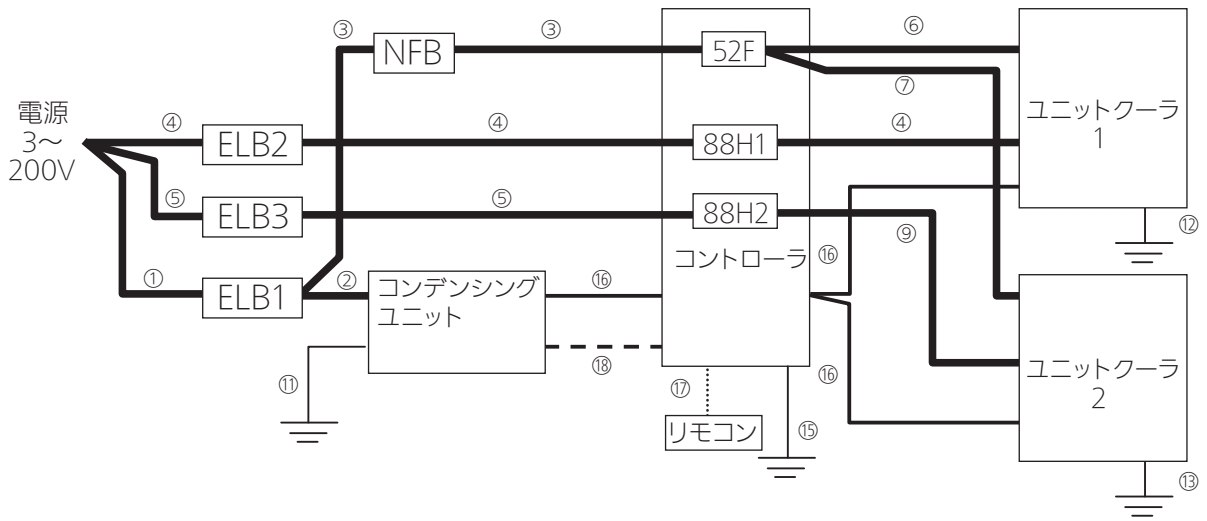 ③
③
⑥
NFB
52F
⑦
電源
3～
200V
④
④
④
ELB2
88H1
ユニットクーラ
1
⑤
⑤
ELB3
88H2
⑨
⑫
コントローラ
⑯
①
②
ELB1
コンデンシング
ユニット
⑯
⑱
⑪
⑰
⑯
リモコン
⑮
ユニットクーラ
2
⑬